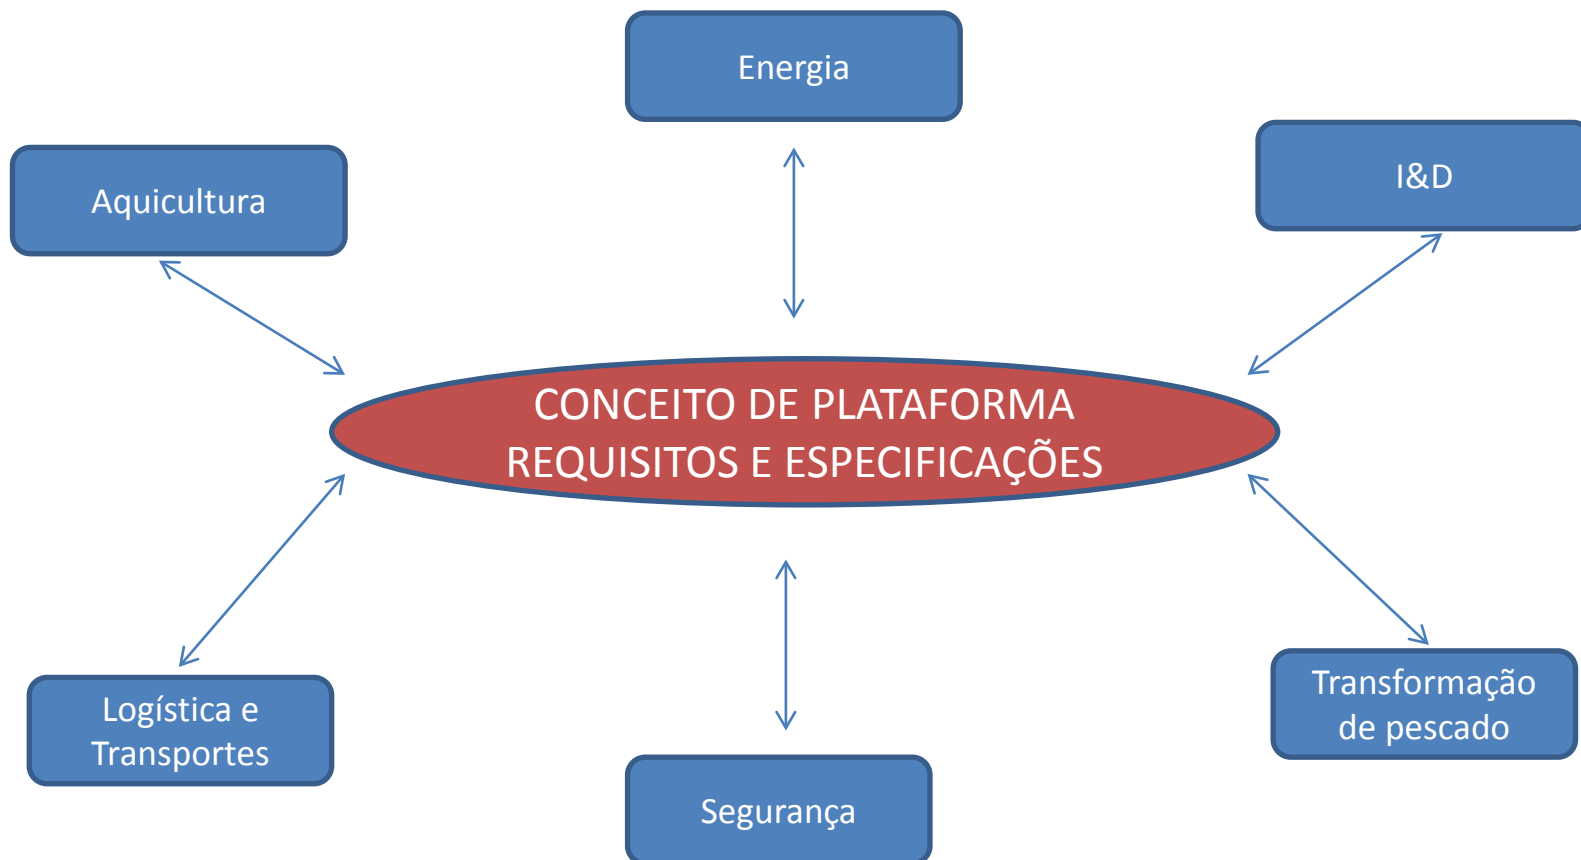 Energia
I&D
Aquicultura
CONCEITO DE PLATAFORMA
REQUISITOS E ESPECIFICAÇÕES
Transformação
de pescado
Logística e
Transportes
Segurança